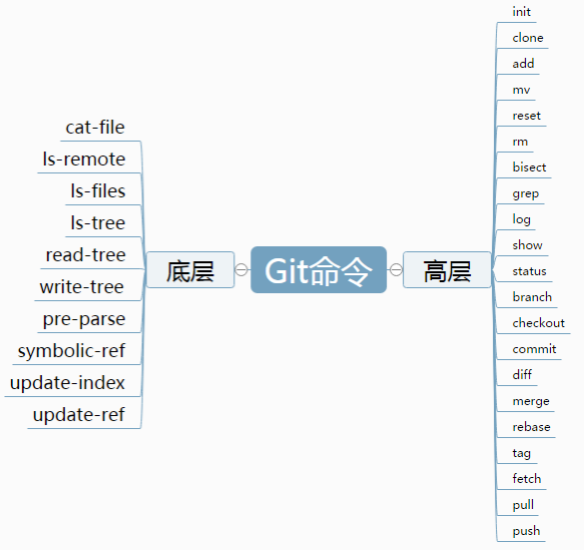 Git命令
底层
cat-file
ls-remote
ls-files
ls-tree
read-tree
write-tree
pre-parse
symbolic-ref
update-index
update-ref
高层
init
clone
add
mv
reset
rm
bisect
grep
log
show
status
branch
checkout
commit
diff
merge
rebase
tag
fetch
pull
push